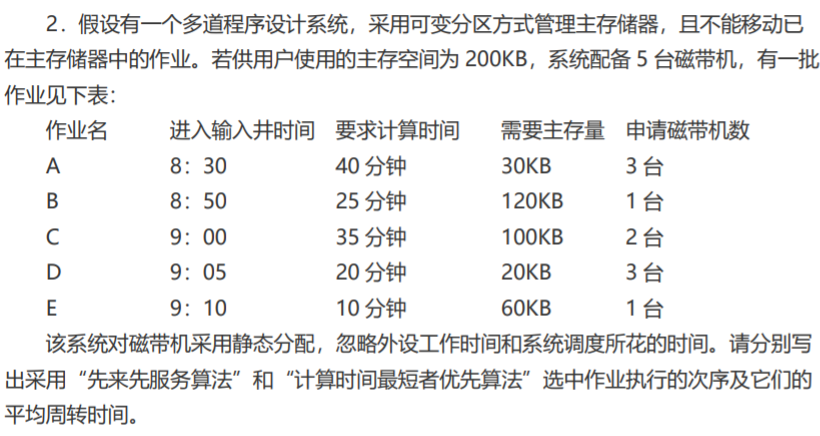 2．假设有一个多道程序设计系统，采用可变分区方式管理主存储器，且不能移动已
在主存储器中的作业。若供用户使用的主存空间为 200KB，系统配备 5 台磁带机，有一批
作业见下表：
作业名 进入输入井时间 要求计算时间 需要主存量 申请磁带机数
A 8：30 40 分钟 30KB 3 台
B 8：50 25 分钟 120KB 1 台
C 9：00 35 分钟 100KB 2 台
D 9：05 20 分钟 20KB 3 台
E 9：10 10 分钟 60KB 1 台
该系统对磁带机采用静态分配，忽略外设工作时间和系统调度所花的时间。请分别写
出采用“先来先服务算法”和“计算时间最短者优先算法”选中作业执行的次序及它们的
平均周转时间。